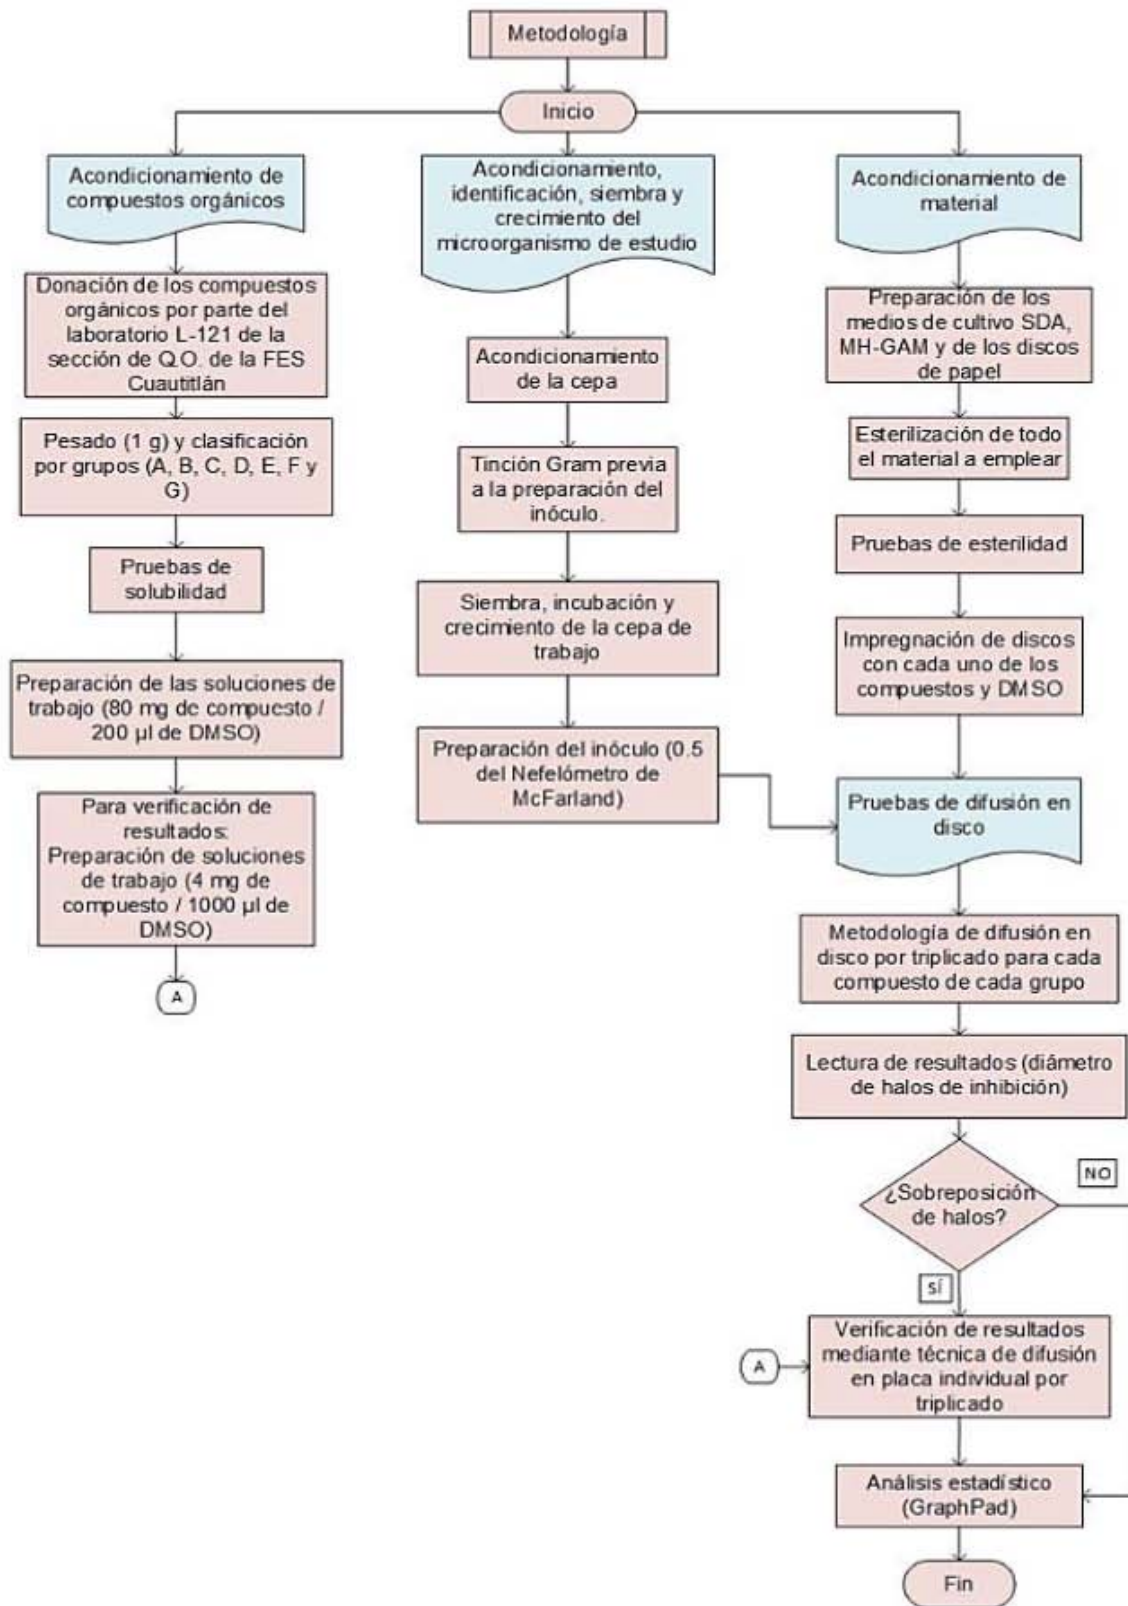 Metodología
Inicio
Acondicionamiento de
compuestos orgánicos
Donación de los compuestos
orgánicos por parte del
laboratorio L-121 de la
sección de Q.O. de la FES
Cuautitlán
Pesado (1 g) y clasificación
por grupos (A, B, C, D, E, F y
G)
Pruebas de
solubilidad
Preparación de las soluciones de
trabajo (80 mg de compuesto /
200 µl de DMSO)
Para verificación de
resultados:
Preparación de soluciones
de trabajo (4 mg de
compuesto / 1000 µl de
DMSO)
A
Acondicionamiento,
identificación, siembra y
crecimiento del
microorganismo de estudio
Acondicionamiento
de la cepa
Tinción Gram previa
a la preparación del
inóculo.
Siembra, incubación y
crecimiento de la cepa de
trabajo
Preparación del inóculo (0.5
del Nefelómetro de
McFarland)
Acondicionamiento de
material
Preparación de los
medios de cultivo SDA,
MH-GAM y de los discos
de papel
Esterilización de todo
el material a emplear
Pruebas de esterilidad
Impregnación de discos
con cada uno de los
compuestos y DMSO
Pruebas de difusión en
disco
Metodología de difusión en
disco por triplicado para cada
compuesto de cada grupo
Lectura de resultados (diámetro
de halos de inhibición)
¿Sobreposición
de halos?
NO
SÍ
A
Verificación de resultados
mediante técnica de difusión
en placa individual por
triplicado
Análisis estadístico
(GraphPad)
Fin